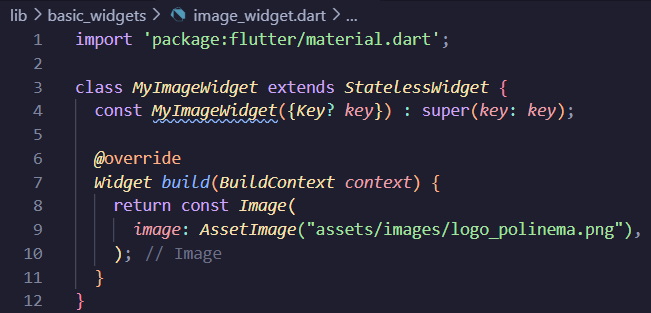 lib > basic_widgets > image_widget.dart > ...
1 import 'package:flutter/material.dart';
2
3 class MyImageWidget extends StatelessWidget {
4 const MyImageWidget({Key? key}) : super(key: key);
5
6 @override
7 Widget build(BuildContext context) {
8 return const Image(
9 image: AssetImage("assets/images/logo_polinema.png"),
10 ); // Image
11 }
12 }